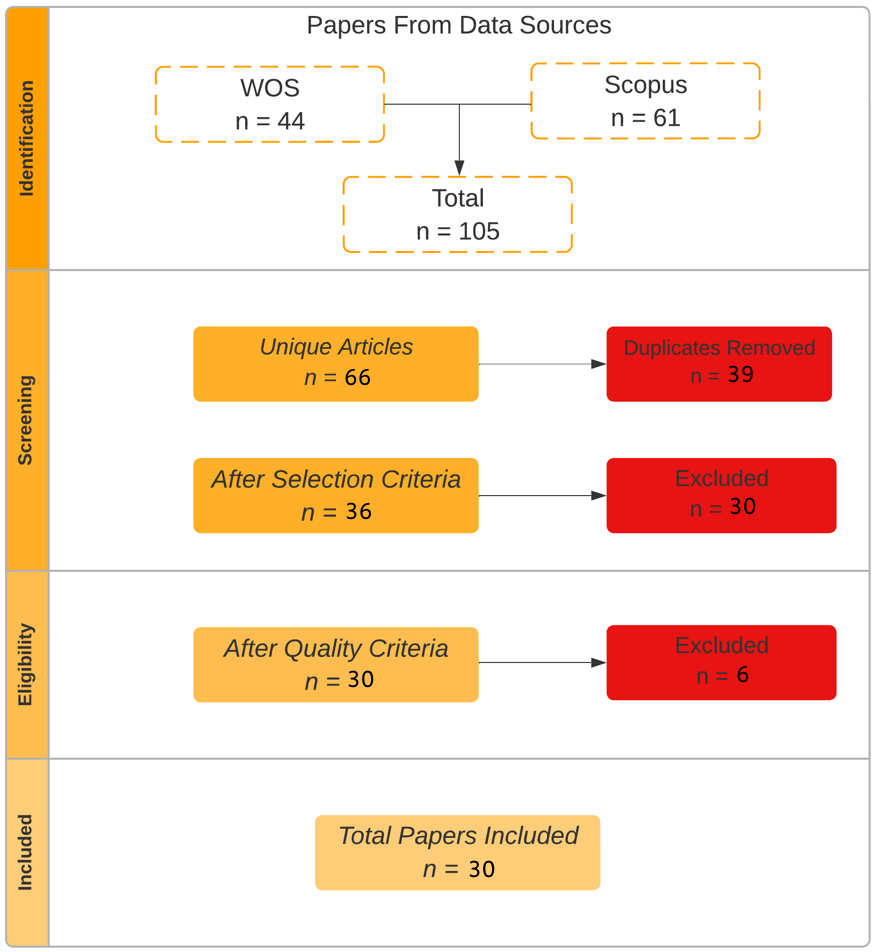 Papers From Data Sources
Identification
WOS
n = 44
Scopus
n = 61
Total
n = 105
Screening
Unique Articles
n = 66
Duplicates Removed
n = 39
After Selection Criteria
n = 36
Excluded
n = 30
Eligibility
After Quality Criteria
n = 30
Excluded
n = 6
Included
Total Papers Included
n = 30